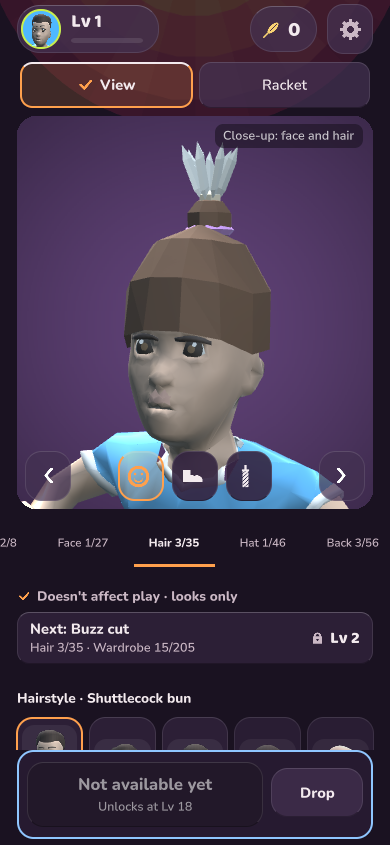 Lv 1
0
View
Racket
Close-up: face and hair
2/8
Face 1/27
Hair 3/35
Hat 1/46
Back 3/56
Doesn't affect play · looks only
Next: Buzz cut
Hair 3/35 · Wardrobe 15/205
Lv 2
Hairstyle · Shuttlecock bun
Not available yet
Unlocks at Lv 18
Drop